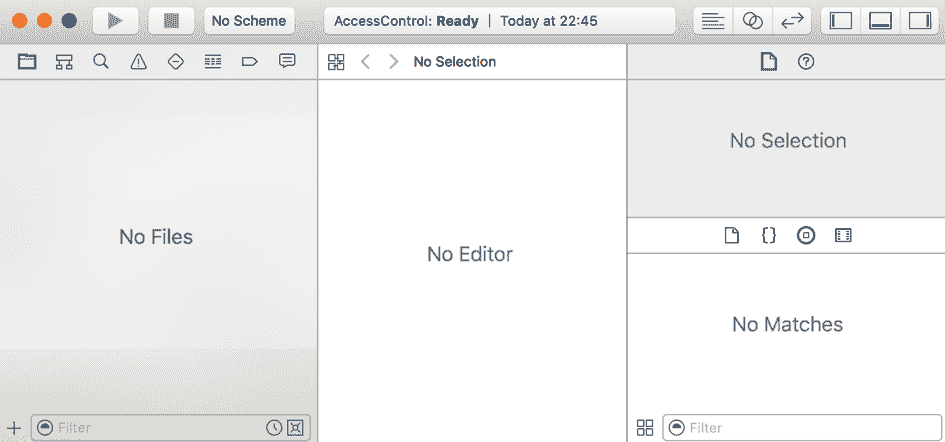 No Scheme
AccessControl: Ready | Today at 22:45
No Selection
No Selection
No Files
No Editor
No Matches
Filter
Filter